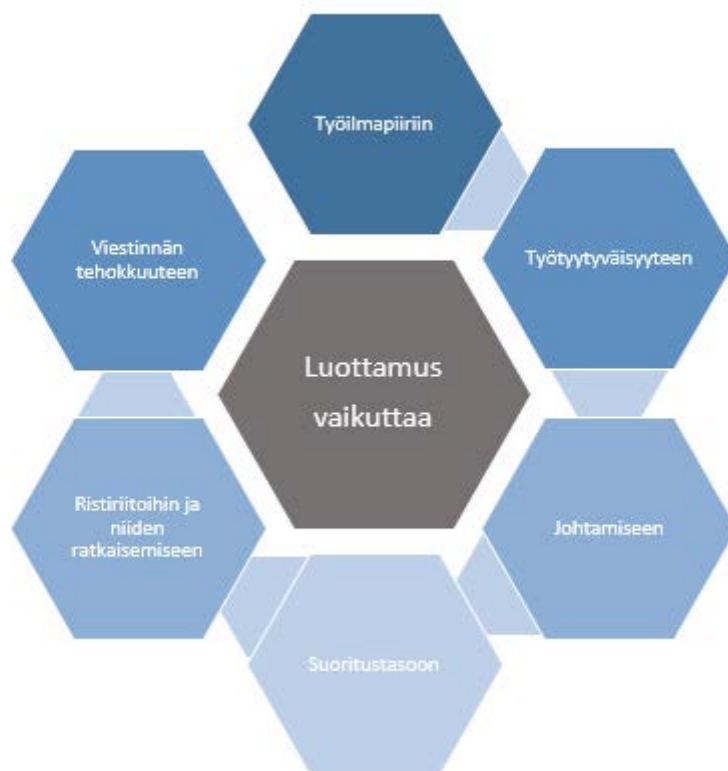 Työilmapiiriin
Työtyytyväisyyteen
Johtamiseen
Suoritustasoon
Ristiriitoihin ja
niiden
ratkaisemiseen
Viestinnän
tehokkuuteen
Luottamus
vaikuttaa